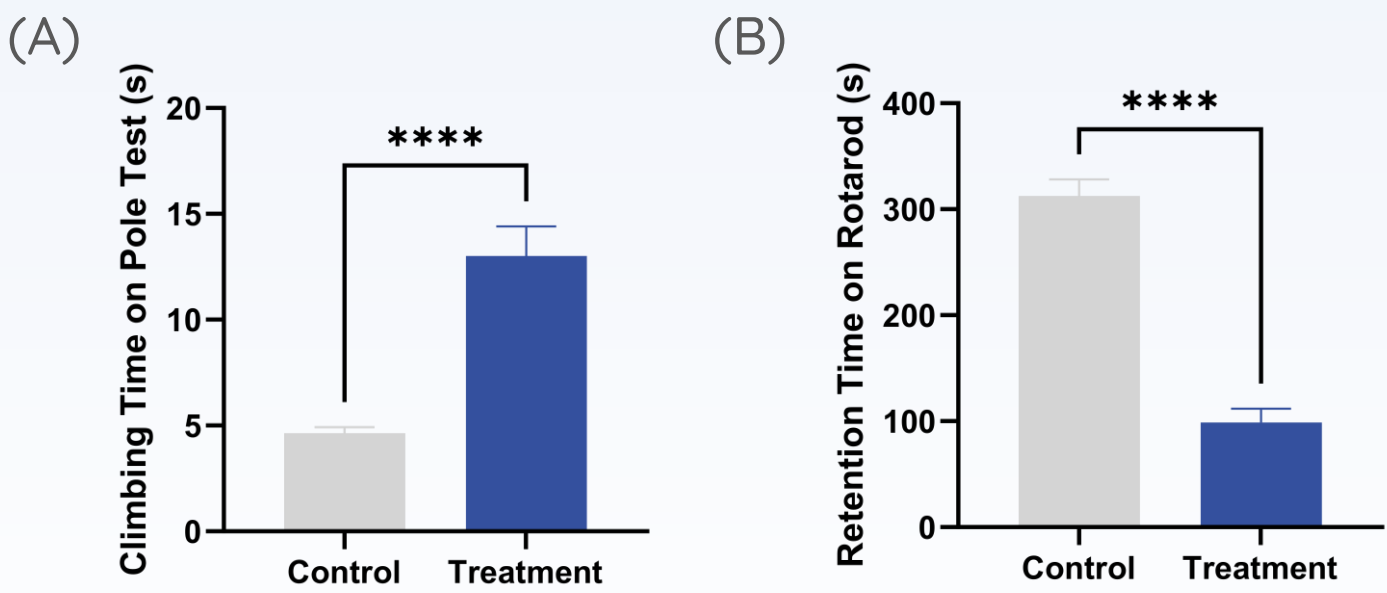 (A)
Climbing Time on Pole Test (s)
20
15
10
5
0
****
Control
Treatment
(B)
Retention Time on Rotarod (s)
400
300
200
100
0
****
Control
Treatment